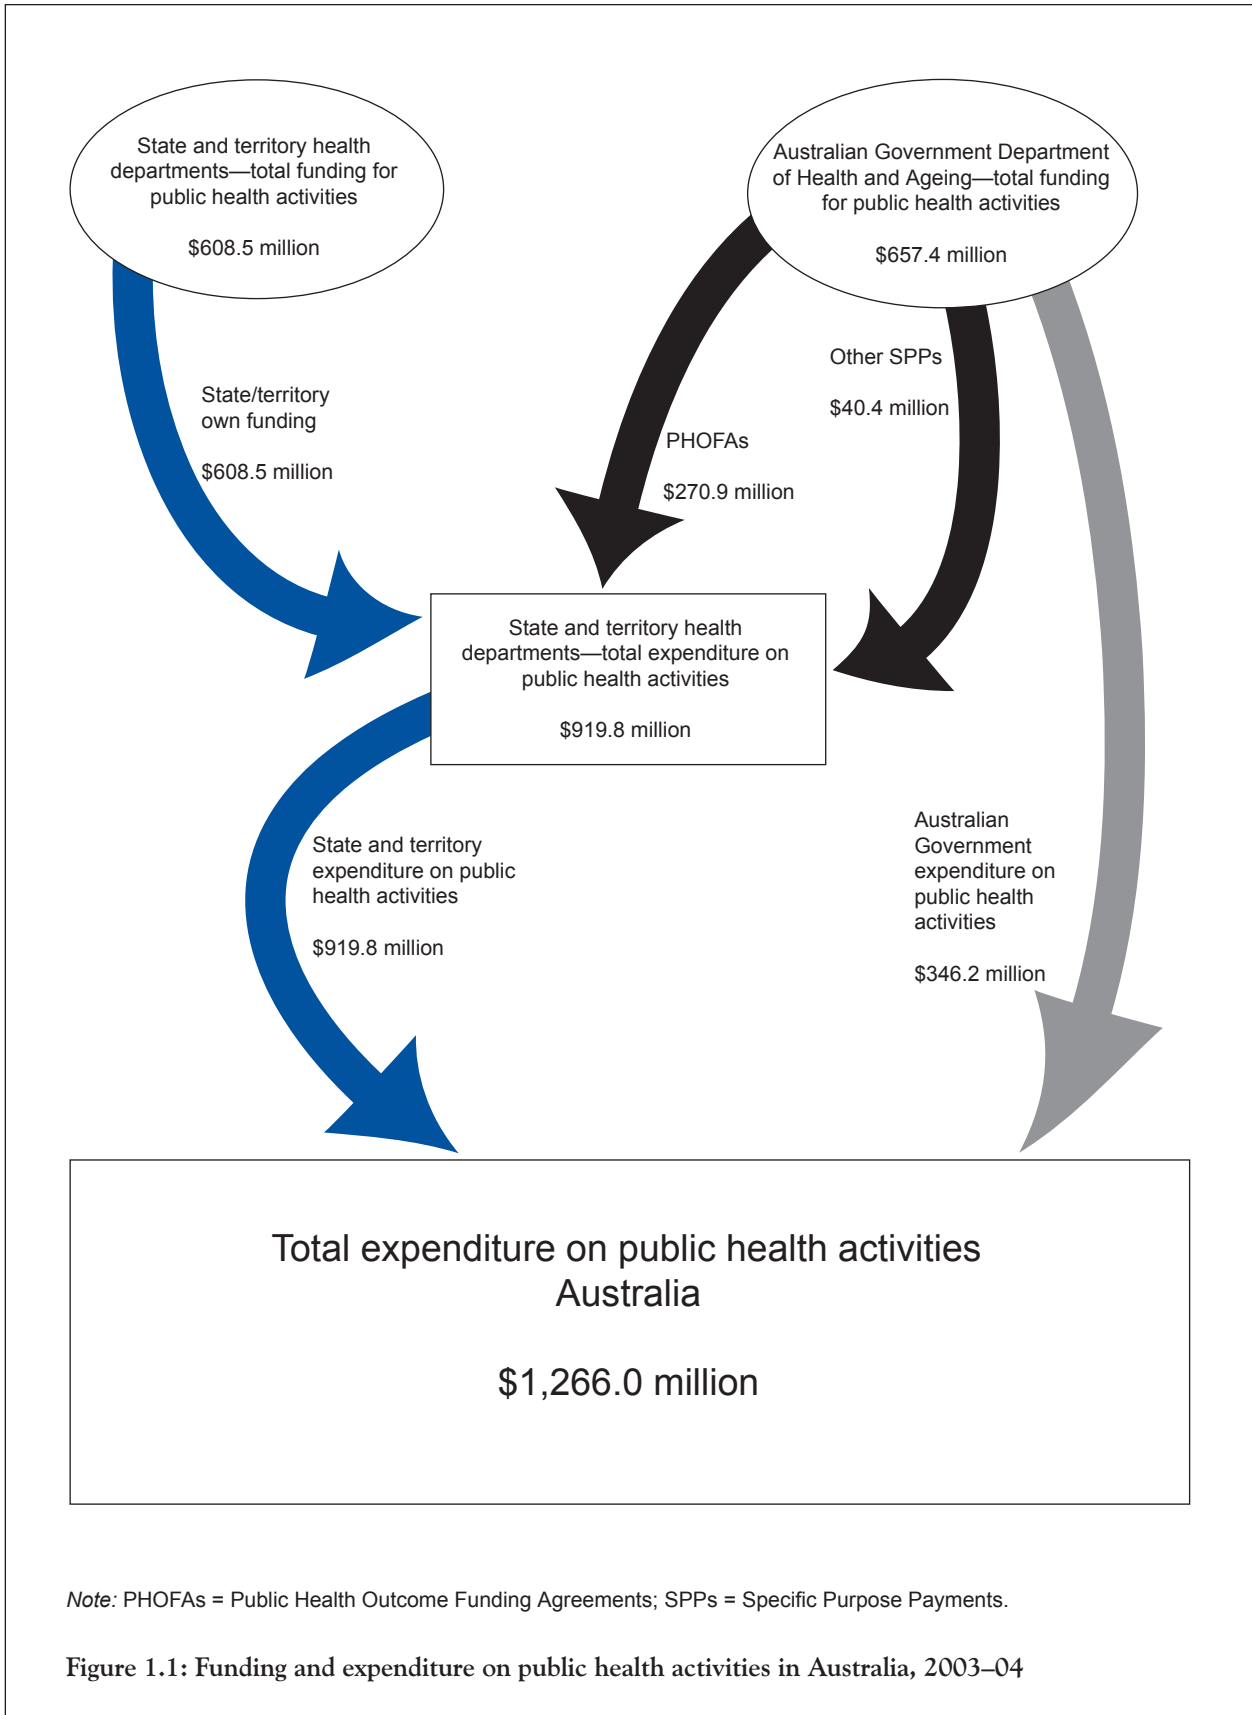 State and territory health
departments—total funding for
public health activities
$608.5 million
Australian Government Department
of Health and Ageing—total funding
for public health activities
$657.4 million
Other SPPs
$40.4 million
State/territory
own funding
$608.5 million
PHOFAs
$270.9 million
State and territory health
departments—total expenditure on
public health activities
$919.8 million
State and territory
expenditure on public
health activities
$919.8 million
Australian
Government
expenditure on
public health
activities
$346.2 million
Total expenditure on public health activities
Australia
$1,266.0 million
Note: PHOFAs = Public Health Outcome Funding Agreements; SPPs = Specific Purpose Payments.
Figure 1.1: Funding and expenditure on public health activities in Australia, 2003–04